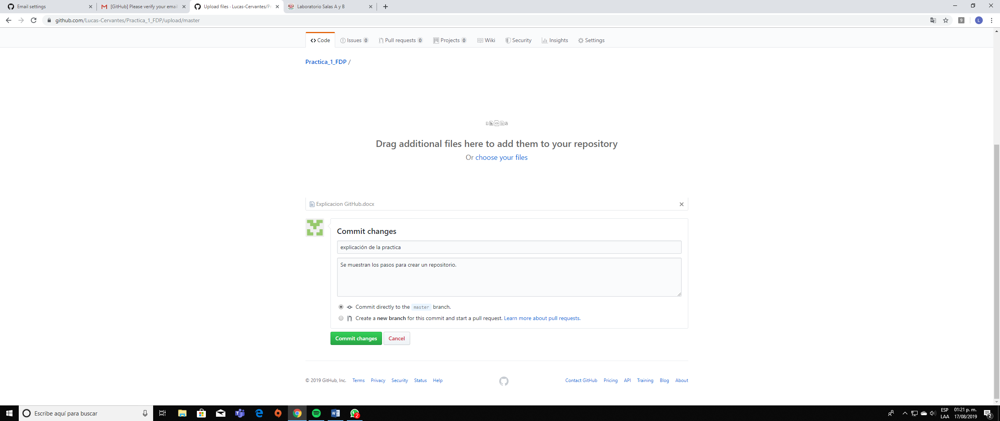 Email settings
[GitHub] Please verify your email
Upload files · Lucas-Cervantes/Pr
Laboratorio Salas A y B
github.com/Lucas-Cervantes/Practica_1_FDP/upload/master
9
L
Code
Issues 0
Pull requests 0
Projects 0
Wiki
Security
Insights
Settings
Practica_1_FDP /
Drag additional files here to add them to your repository
Or choose your files
Explicacion GitHub.docx
Commit changes
explicación de la practica
Se muestran los pasos para crear un repositorio.
Commit directly to the master branch.
Create a new branch for this commit and start a pull request. Learn more about pull requests.
Commit changes
Cancel
© 2019 GitHub, Inc.
Terms
Privacy
Security
Status
Help
Contact GitHub
Pricing
API
Training
Blog
About
Escribe aquí para buscar
2
ESP
LAA
01:21 p. m.
17/08/2019
2